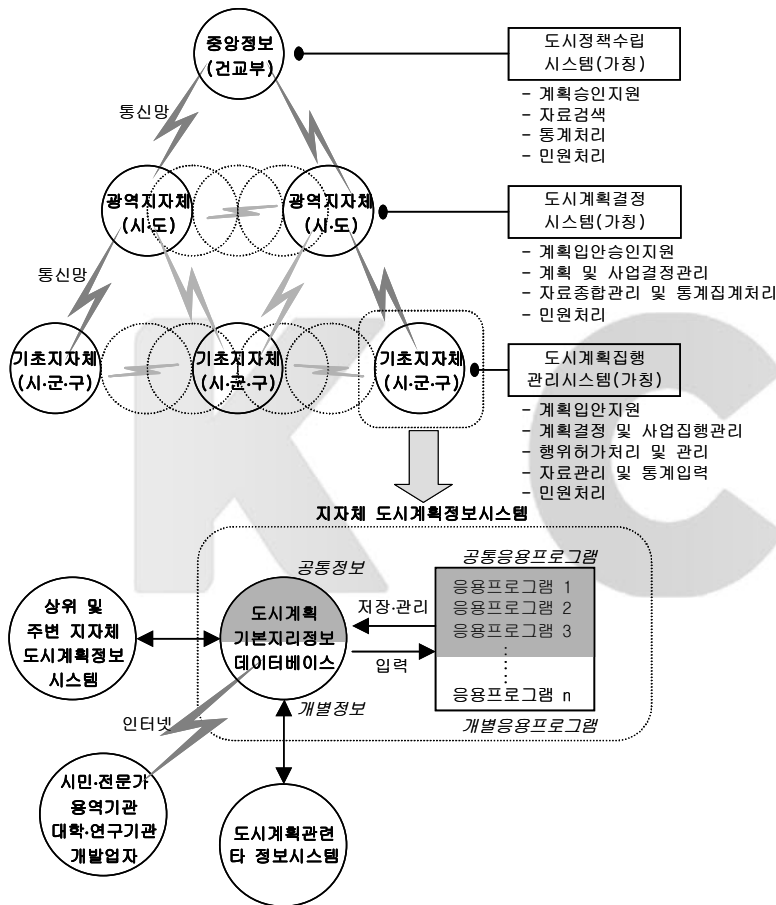 중앙정보
(건교부)
도시정책수립
시스템(가칭)
- 계획승인지원
- 자료검색
- 통계처리
- 민원처리
통신망
광역지자체
(시·도)
광역지자체
(시·도)
도시계획결정
시스템(가칭)
- 계획입안승인지원
- 계획 및 사업결정관리
- 자료종합관리 및 통계집계처리
- 민원처리
통신망
기초지자체
(시·군·구)
기초지자체
(시·군·구)
기초지자체
(시·군·구)
도시계획집행
관리시스템(가칭)
- 계획입안지원
- 계획결정 및 사업집행관리
- 행위허가처리 및 관리
- 자료관리 및 통계입력
- 민원처리
지자체 도시계획정보시스템
공통정보
공통응용프로그램
상위 및
주변 지자체
도시계획정보
시스템
도시계획
기본지리정보
데이터베이스
저장·관리
입력
응용프로그램 1
응용프로그램 2
응용프로그램 3
응용프로그램 n
개별정보
개별응용프로그램
인터넷
시민·전문가
용역기관
대학·연구기관
개발업자
도시계획관련
타 정보시스템
K C